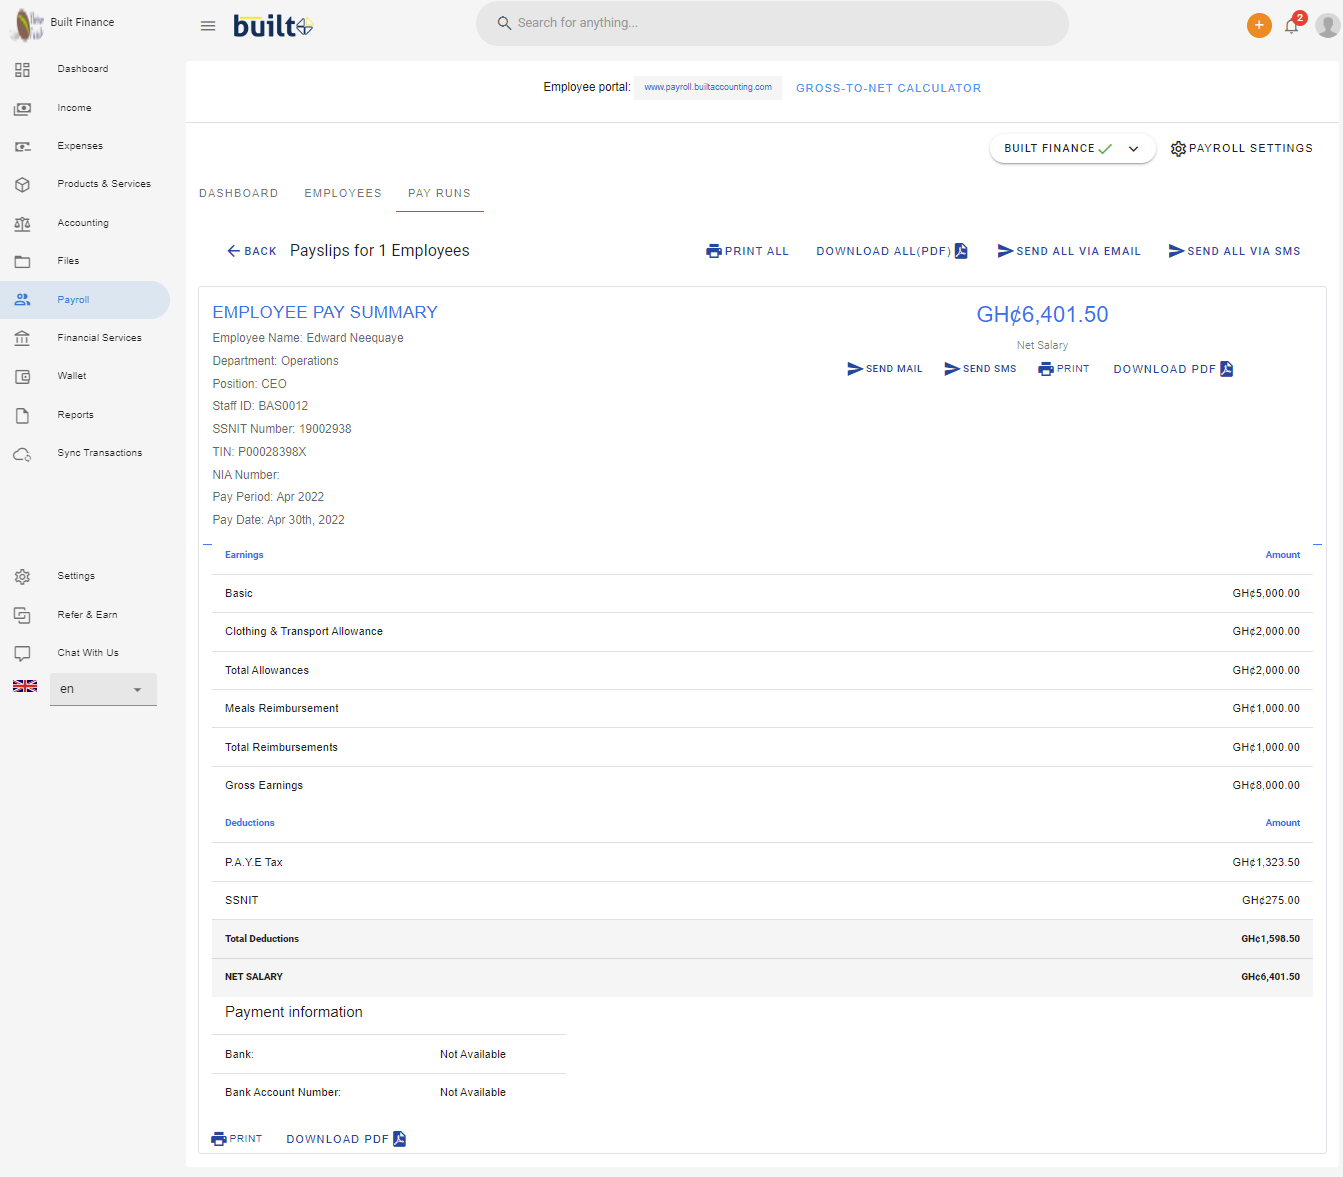 Built Finance
built
Search for anything...
2
Dashboard
Income
Expenses
Products & Services
Accounting
Files
Payroll
Financial Services
Wallet
Reports
Sync Transactions
Settings
Refer & Earn
Chat With Us
en
Employee portal: www.payroll.builtaccounting.com GROSS-TO-NET CALCULATOR
BUILT FINANCE PAYROLL SETTINGS
DASHBOARD EMPLOYEES PAY RUNS
BACK Payslips for 1 Employees PRINT ALL DOWNLOAD ALL(PDF) SEND ALL VIA EMAIL SEND ALL VIA SMS
EMPLOYEE PAY SUMMARY
Employee Name: Edward Neequaye
Department: Operations
Position: CEO
Staff ID: BAS0012
SSNIT Number: 19002938
TIN: P00028398X
NIA Number:
Pay Period: Apr 2022
Pay Date: Apr 30th, 2022
GH¢6,401.50
Net Salary
SEND MAIL SEND SMS PRINT DOWNLOAD PDF
Earnings Amount
Basic GH¢5,000.00
Clothing & Transport Allowance GH¢2,000.00
Total Allowances GH¢2,000.00
Meals Reimbursement GH¢1,000.00
Total Reimbursements GH¢1,000.00
Gross Earnings GH¢8,000.00
Deductions Amount
P.A.Y.E Tax GH¢1,323.50
SSNIT GH¢275.00
Total Deductions GH¢1,598.50
NET SALARY GH¢6,401.50
Payment information
Bank: Not Available
Bank Account Number: Not Available
PRINT DOWNLOAD PDF